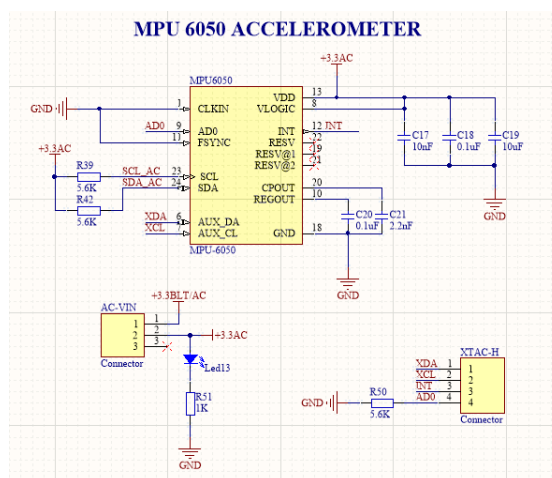 MPU 6050 ACCELEROMETER
+3.3AC
MPU6050
GND
1 CLKIN VDD 13
VLOGIC 8
AD0 9 AD0 INT 12 INT
11 FSYNC RESV 22
RESV@1 19
RESV@2 21
C17 10nF
C18 0.1uF
C19 10uF
+3.3AC
R39 5.6K
SCL_AC 23 SCL
SDA_AC 24 SDA
CPOUT 20
REGOUT 10
R42 5.6K
GND
XDA 6 AUX_DA
XCL 7 AUX_CL
GND 18
C20 0.1uF
C21 2.2nF
MPU-6050
GND
+3.3BLT/AC
AC-VIN
1 1
2 2
3 3
+3.3AC
Connector
Led13
R51 1K
GND
XTAC-H
XDA 1 1
XCL 2 2
INT 3 3
AD0 4 4
GND
R50 5.6K
Connector